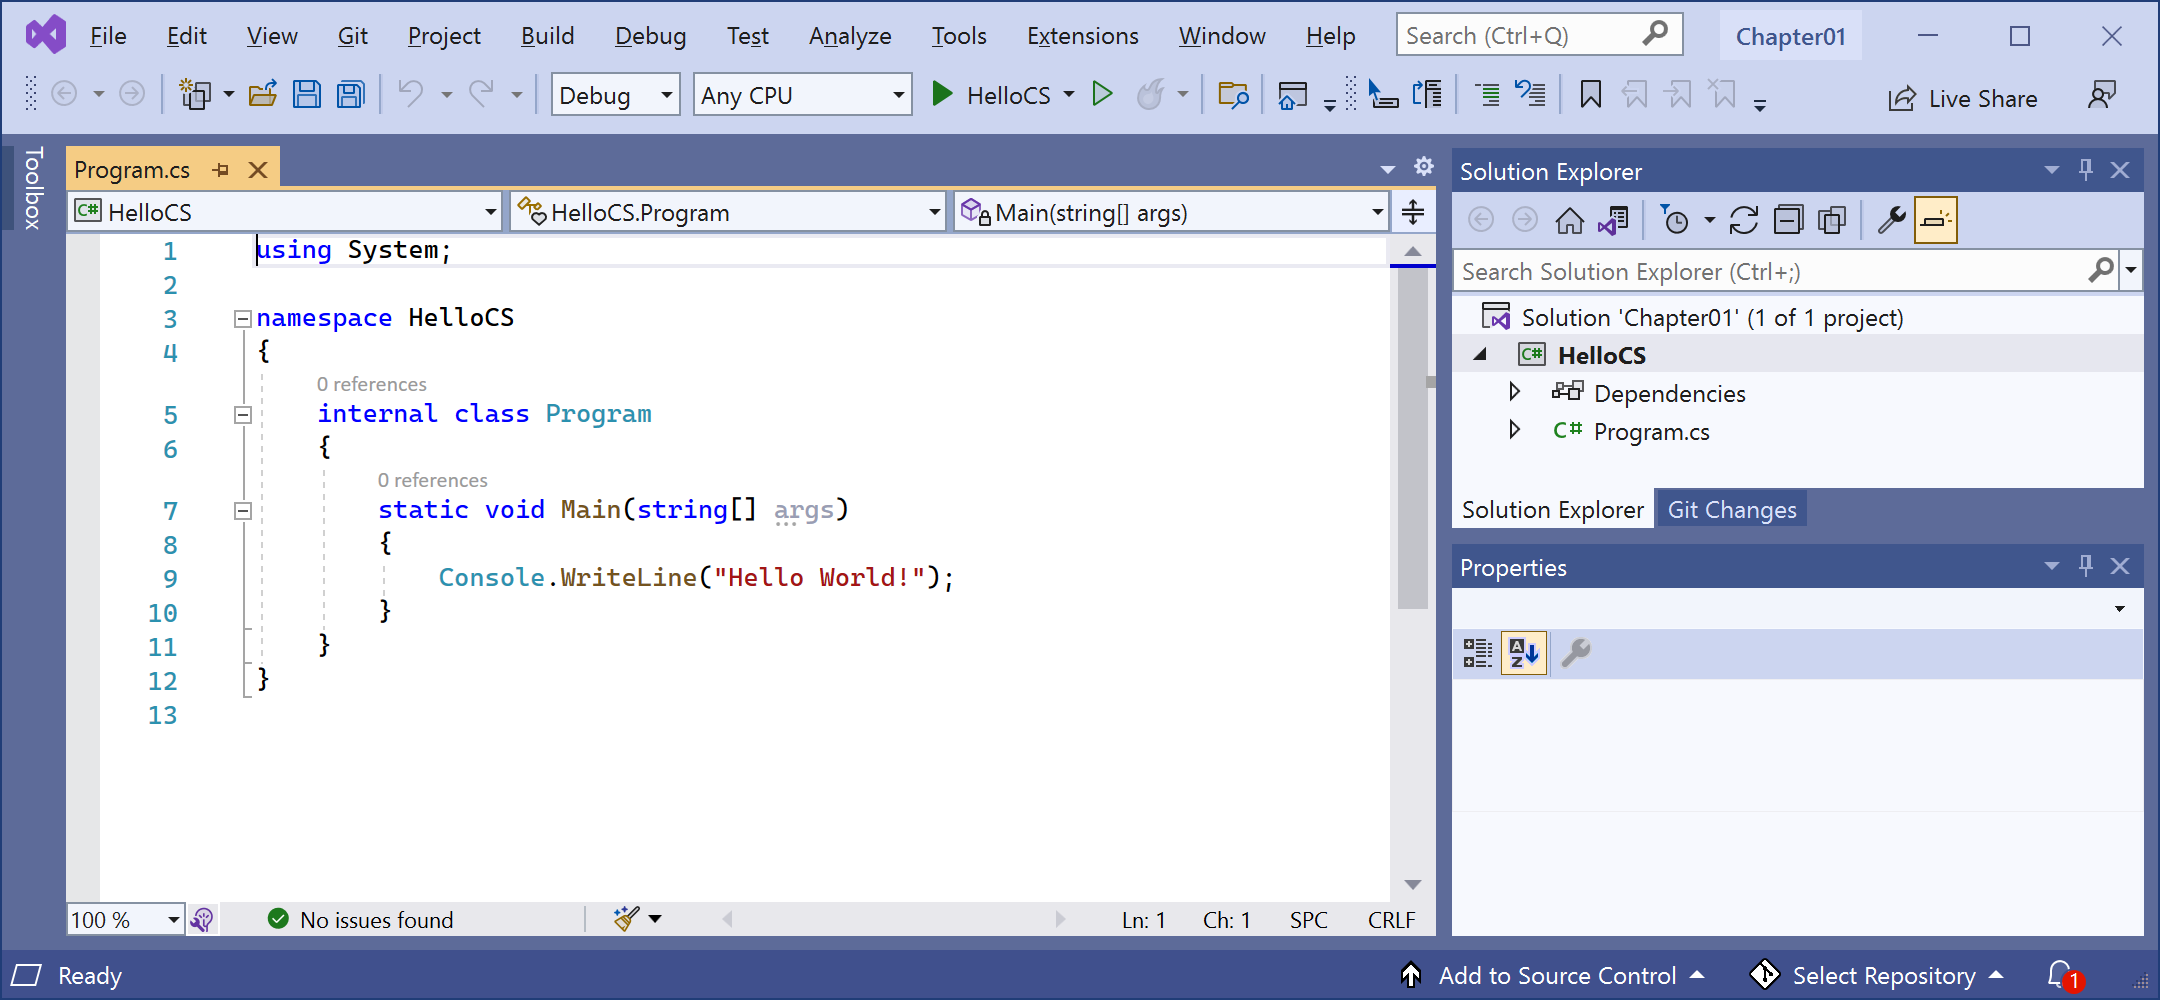 File Edit View Git Project Build Debug Test Analyze Tools Extensions Window Help Search (Ctrl+Q) Chapter01
Debug Any CPU HelloCS Live Share
Toolbox
Program.cs
HelloCS HelloCS.Program Main(string[] args)
1 using System;
2
3 namespace HelloCS
4 {
0 references
5 internal class Program
6 {
0 references
7 static void Main(string[] args)
8 {
9 Console.WriteLine("Hello World!");
10 }
11 }
12 }
13
100 % No issues found Ln: 1 Ch: 1 SPC CRLF
Solution Explorer
Search Solution Explorer (Ctrl+;)
Solution 'Chapter01' (1 of 1 project)
C# HelloCS
Dependencies
C# Program.cs
Solution Explorer Git Changes
Properties
Ready Add to Source Control Select Repository 1